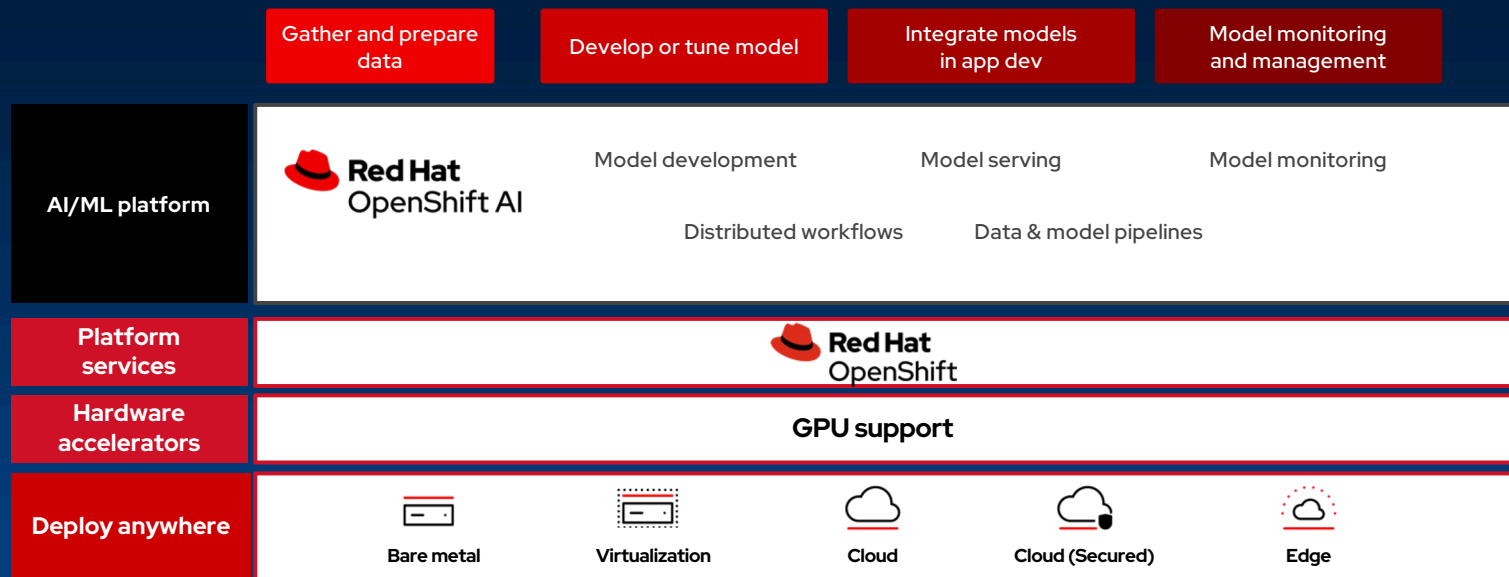 Gather and prepare
data
Develop or tune model
Integrate models
in app dev
Model monitoring
and management
AI/ML platform
Red Hat
OpenShift AI
Model development
Model serving
Model monitoring
Distributed workflows
Data & model pipelines
Platform
services
Red Hat
OpenShift
Hardware
accelerators
GPU support
Deploy anywhere
Bare metal
Virtualization
Cloud
Cloud (Secured)
Edge